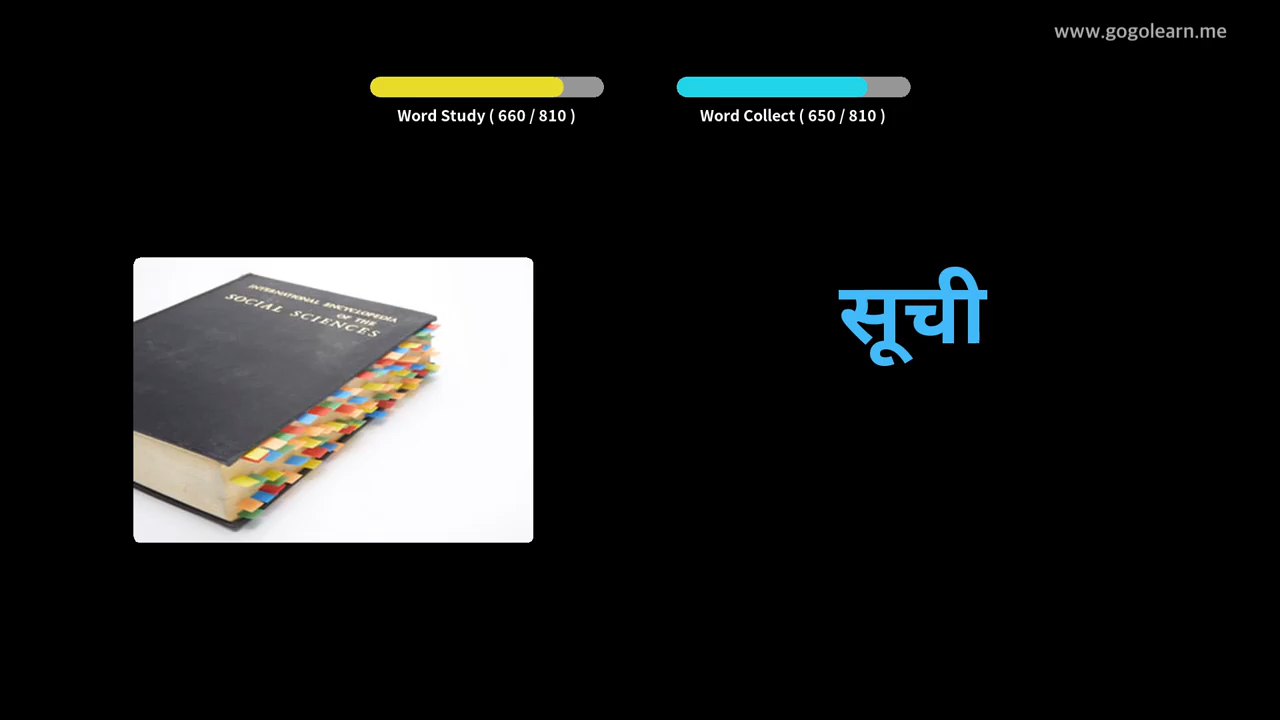 www.gogolearn.me
Word Study ( 660 / 810 )
Word Collect ( 650 / 810 )
INTERNATIONAL ENCYCLOPEDIA
OF THE
SOCIAL SCIENCES
सूची